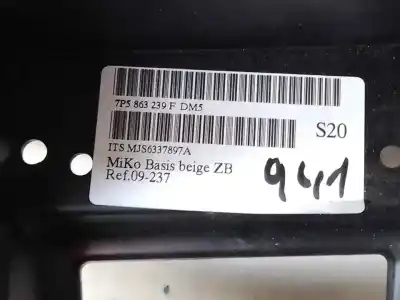 7P5 863 239 F DM5
S20
ITS MJS6337897A
MiKo Basis beige ZB
Ref.09-237
941